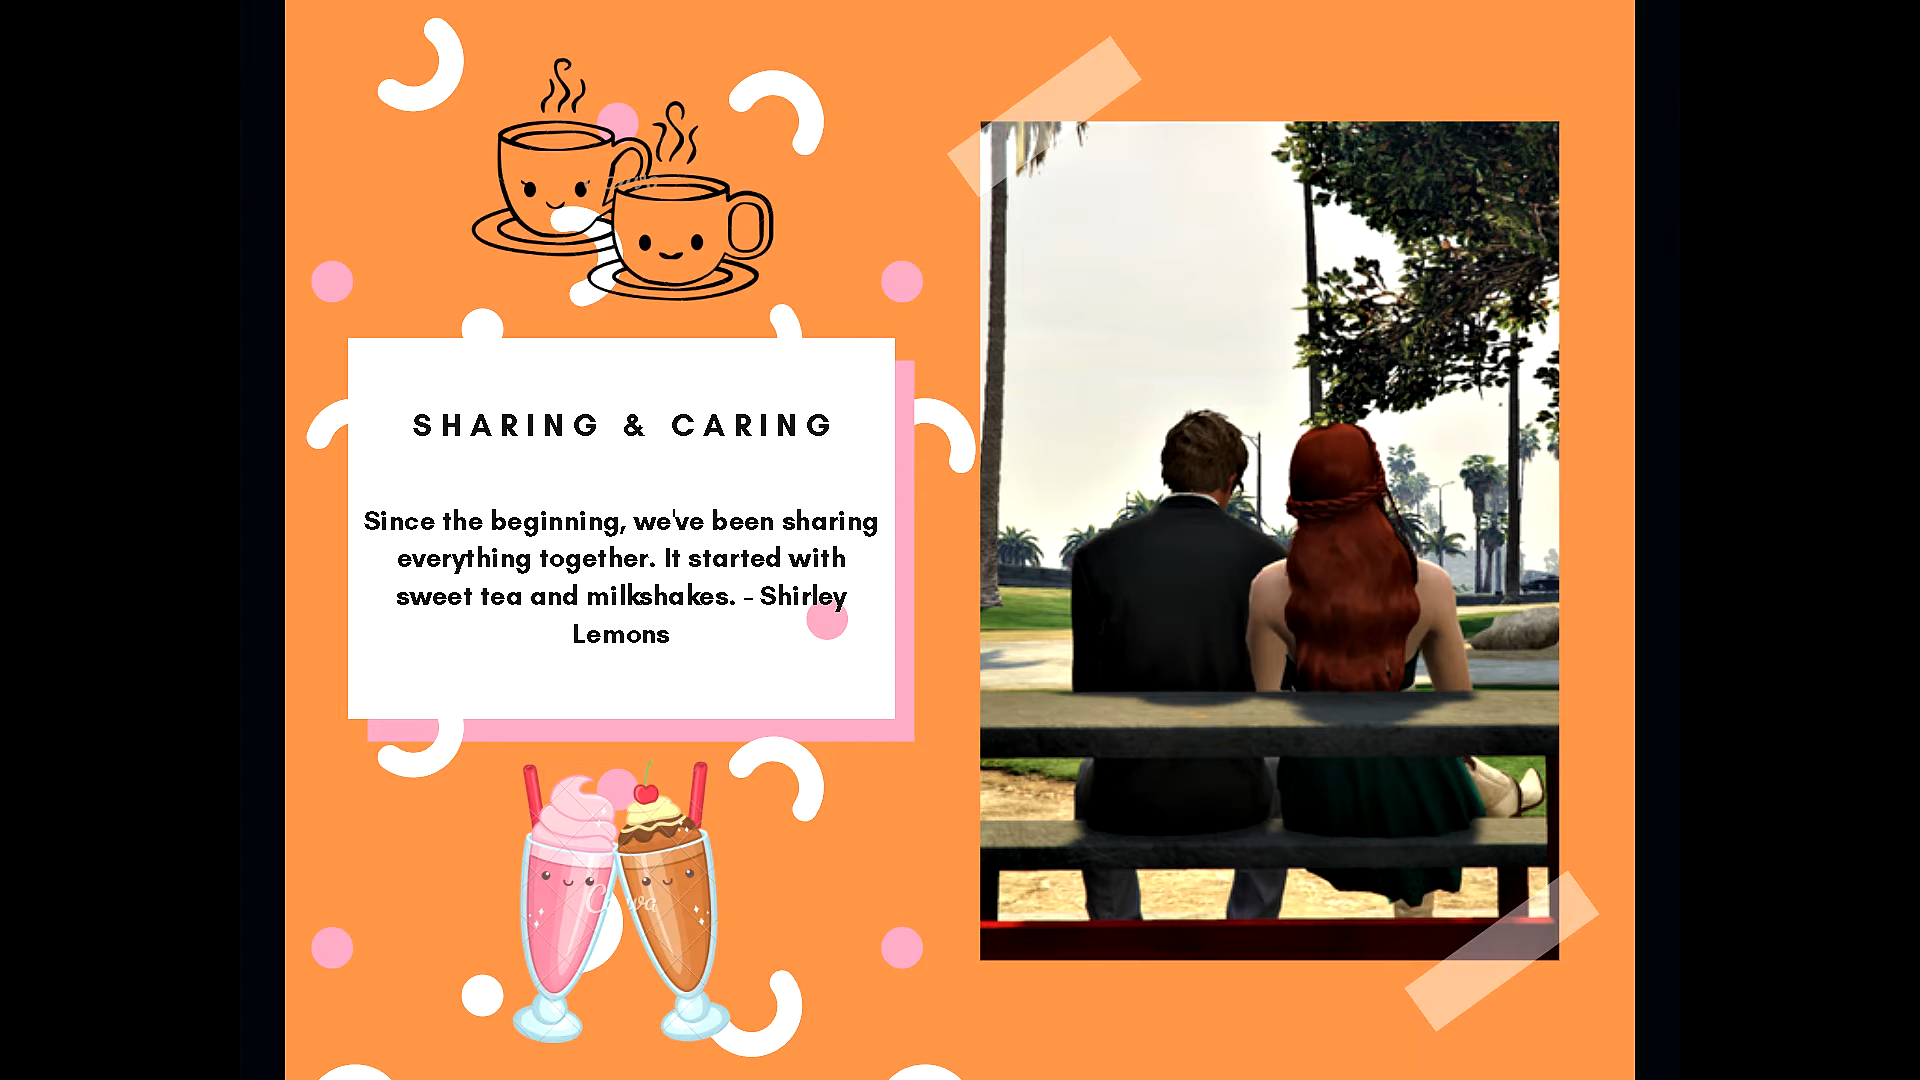 SHARING & CARING
Since the beginning, we've been sharing
everything together. It started with
sweet tea and milkshakes. - Shirley
Lemons
Canva